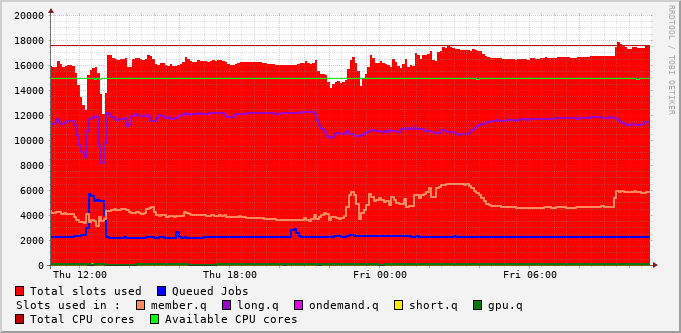 20000
18000
16000
14000
12000
10000
8000
6000
4000
2000
0
Thu 12:00 Thu 18:00 Fri 00:00 Fri 06:00
RRDTOOL / TOBI OETIKER
Total slots used Queued Jobs
Slots used in : member.q long.q ondemand.q short.q gpu.q
Total CPU cores Available CPU cores